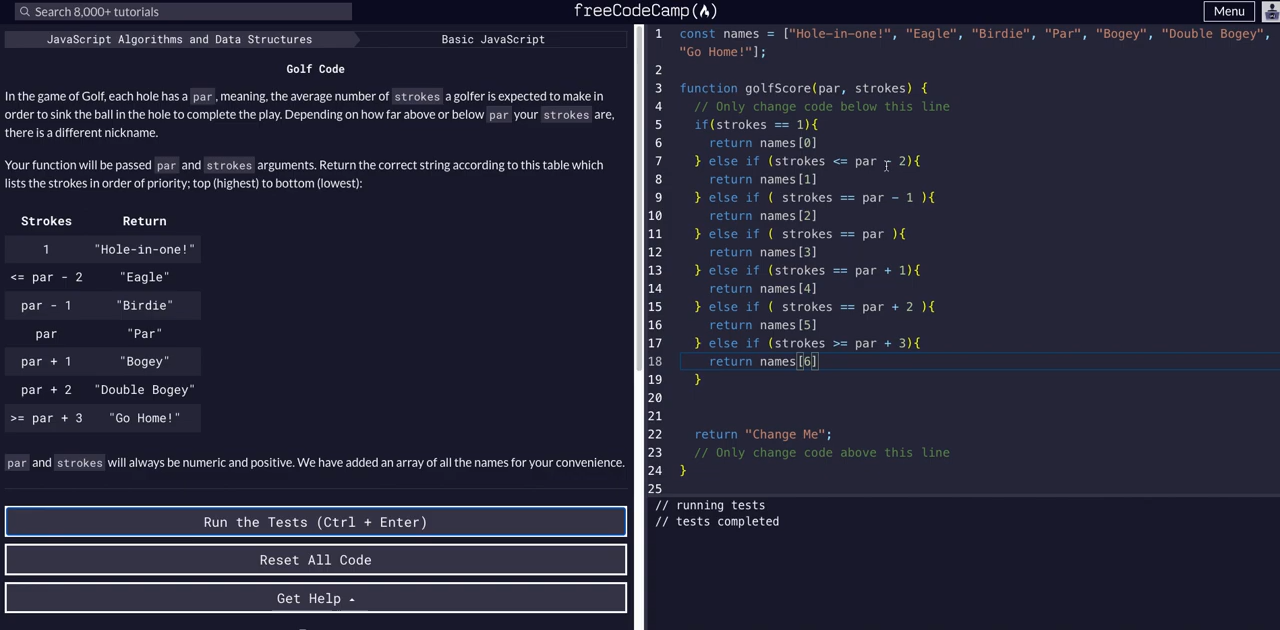 Search 8,000+ tutorials
freeCodeCamp(🔥)
Menu
JavaScript Algorithms and Data Structures
Basic JavaScript
Golf Code
In the game of Golf, each hole has a par, meaning, the average number of strokes a golfer is expected to make in
order to sink the ball in the hole to complete the play. Depending on how far above or below par your strokes are,
there is a different nickname.
Your function will be passed par and strokes arguments. Return the correct string according to this table which
lists the strokes in order of priority; top (highest) to bottom (lowest):
Strokes Return
1 "Hole-in-one!"
<= par - 2 "Eagle"
par - 1 "Birdie"
par "Par"
par + 1 "Bogey"
par + 2 "Double Bogey"
>= par + 3 "Go Home!"
par and strokes will always be numeric and positive. We have added an array of all the names for your convenience.
Run the Tests (Ctrl + Enter)
Reset All Code
Get Help
1 const names = ["Hole-in-one!", "Eagle", "Birdie", "Par", "Bogey", "Double Bogey",
"Go Home!"];
2
3 function golfScore(par, strokes) {
4 // Only change code below this line
5 if(strokes == 1){
6 return names[0]
7 } else if (strokes <= par - 2){
8 return names[1]
9 } else if ( strokes == par - 1 ){
10 return names[2]
11 } else if ( strokes == par ){
12 return names[3]
13 } else if (strokes == par + 1){
14 return names[4]
15 } else if ( strokes == par + 2 ){
16 return names[5]
17 } else if (strokes >= par + 3){
18 return names[6]
19 }
20
21
22 return "Change Me";
23 // Only change code above this line
24 }
25
// running tests
// tests completed